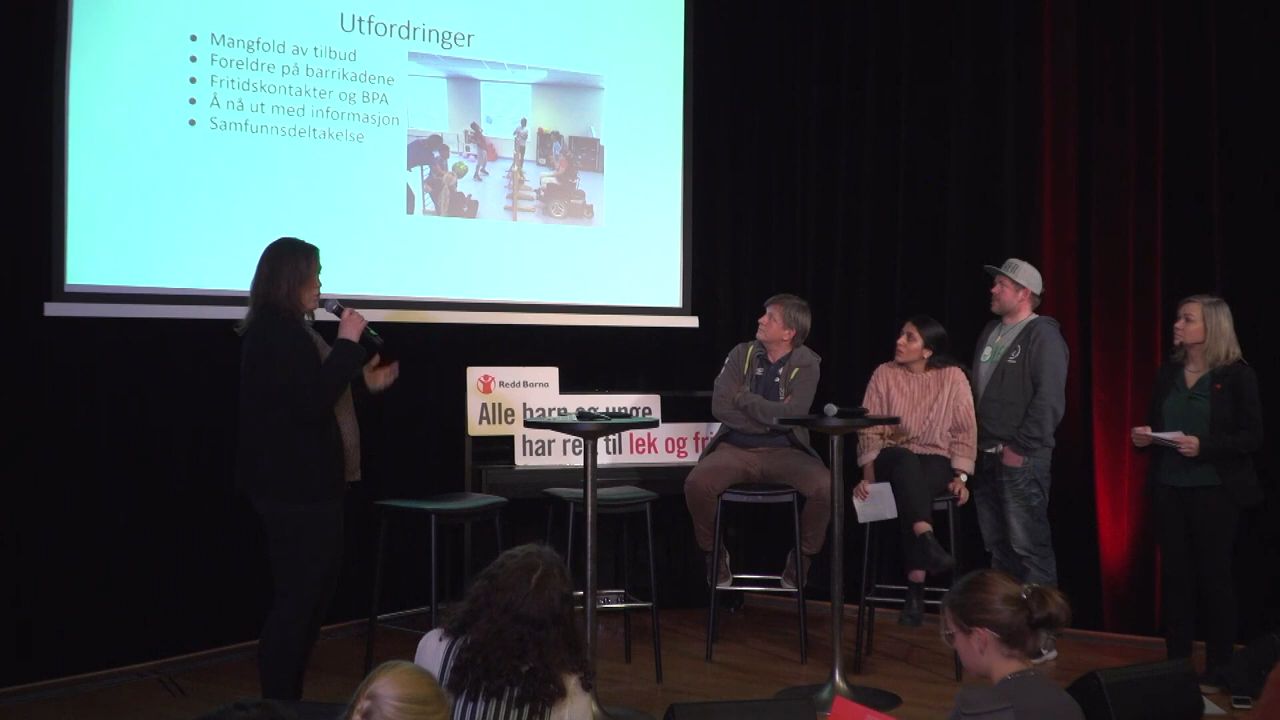 Utfordringer
Mangfold av tilbud
Foreldre på barrikadene
Fritidskontakter og BPA
Å nå ut med informasjon
Samfunnsdeltakelse
Redd Barna
Alle barn og unge
har re til lek og fri